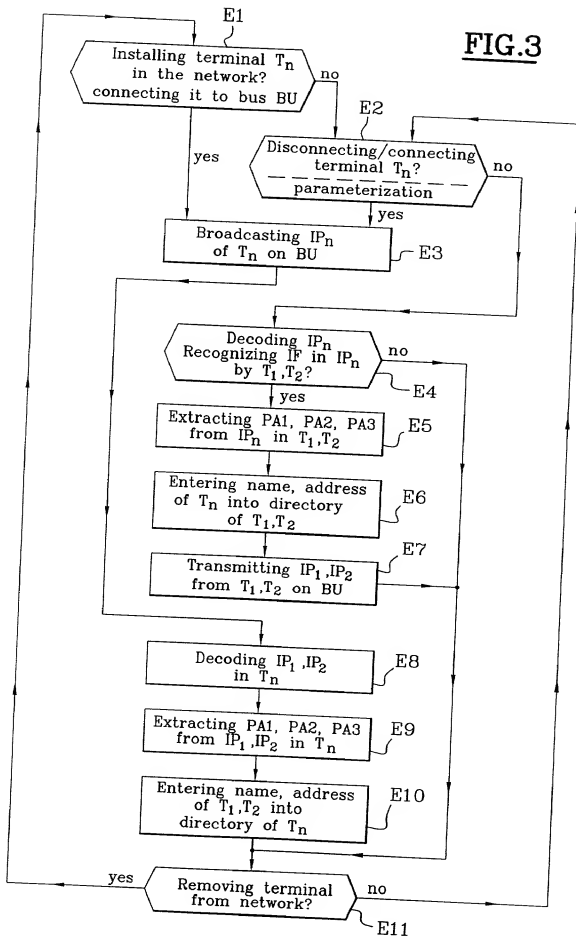 E1
FIG.3
Installing terminal Tn
in the network?
connecting it to bus BU
no
E2
yes
Disconnecting/connecting
terminal Tn?
parameterization
no
yes
Broadcasting IPn
of Tn on BU
E3
Decoding IPn
Recognizing IF in IPn
by T1,T2?
no
E4
yes
Extracting PA1, PA2, PA3
from IPn in T1,T2
E5
Entering name, address
of Tn into directory
of T1,T2
E6
E7
Transmitting IP1,IP2
from T1,T2 on BU
Decoding IP1,IP2
in Tn
E8
Extracting PA1, PA2, PA3
from IP1,IP2 in Tn
E9
Entering name, address
of T1,T2 into
directory of Tn
E10
yes
Removing terminal
from network?
no
E11